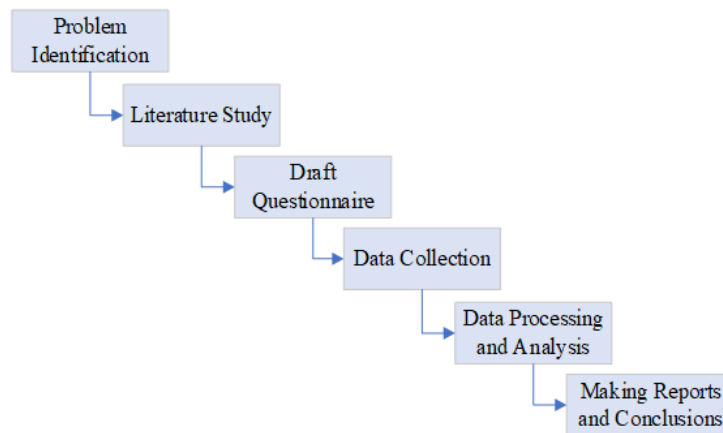 Problem
Identification
Literature Study
Draft
Questionnaire
Data Collection
Data Processing
and Analysis
Making Reports
and Conclusions